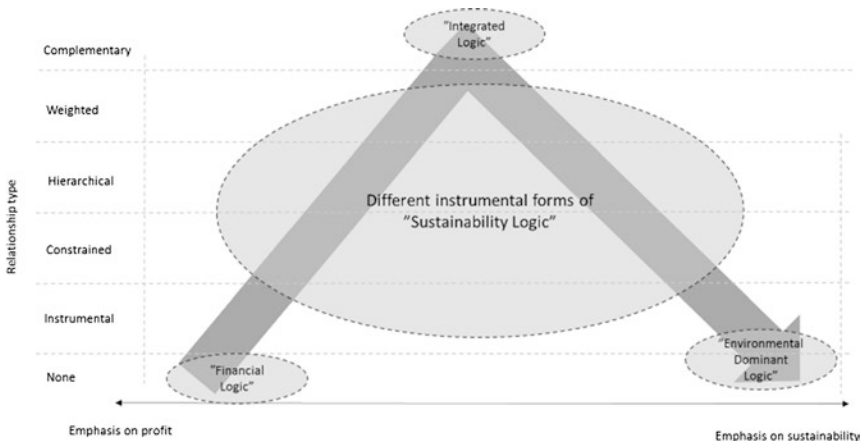 "Integrated
Logic"
Complementary
Weighted
Hierarchical
Different instrumental forms of
"Sustainability Logic"
Relationship type
Constrained
Instrumental
"Environmental
Dominant
Logic"
"Financial
Logic"
None
Emphasis on profit
Emphasis on sustainability